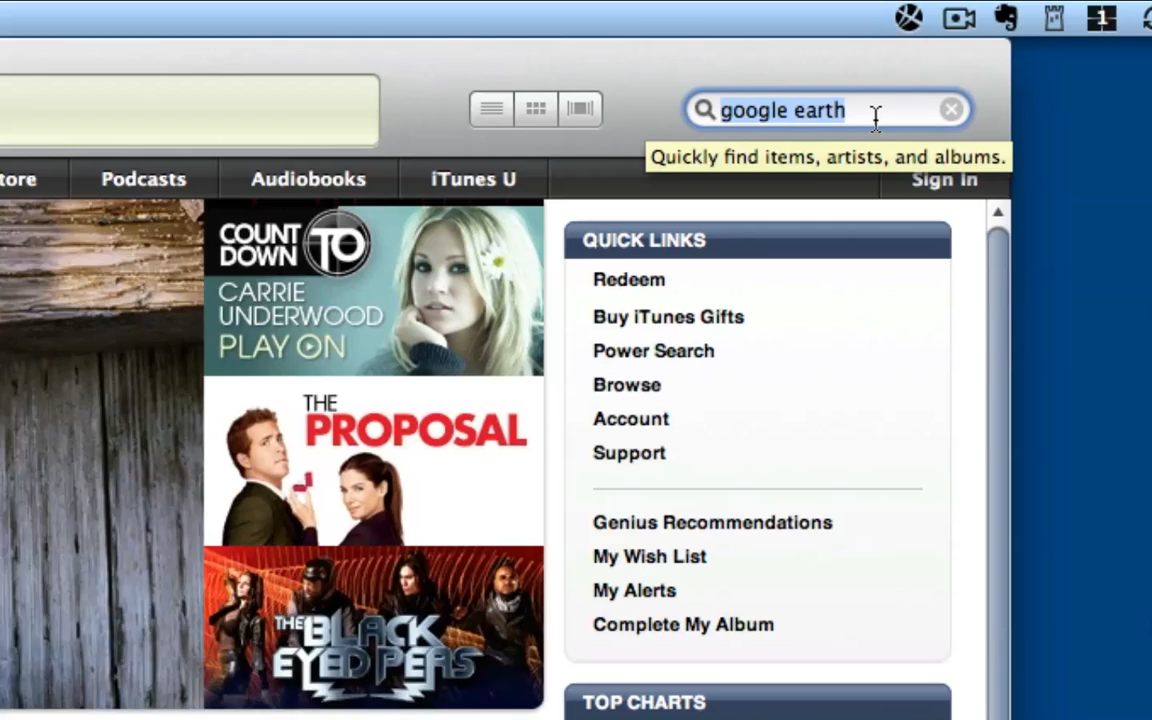 1
google earth
Quickly find items, artists, and albums.
tore
Podcasts
Audiobooks
iTunes U
Sign In
COUNT
DOWN
TO
CARRIE
UNDERWOOD
PLAY ON
THE
PROPOSAL
THE BLACK
EYED PEAS
QUICK LINKS
Redeem
Buy iTunes Gifts
Power Search
Browse
Account
Support
Genius Recommendations
My Wish List
My Alerts
Complete My Album
TOP CHARTS